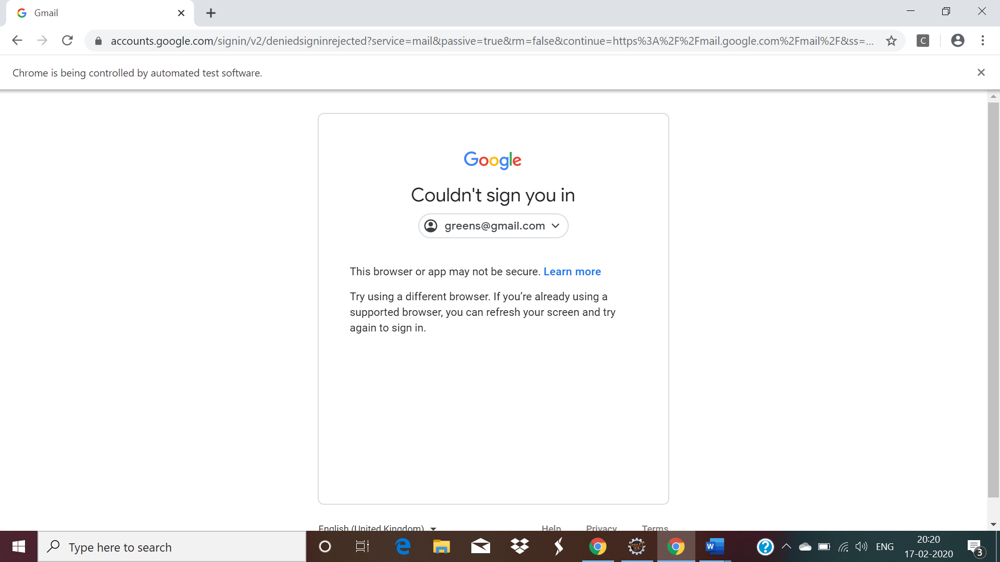 Gmail
accounts.google.com/signin/v2/deniedsigninrejected?service=mail&passive=true&rm=false&continue=https%3A%2F%2Fmail.google.com%2Fmail%2F&ss=...
C
Chrome is being controlled by automated test software.
Google
Couldn't sign you in
greens@gmail.com
This browser or app may not be secure. Learn more
Try using a different browser. If you’re already using a
supported browser, you can refresh your screen and try
again to sign in.
English (United Kingdom)
Help Privacy Terms
Type here to search
Java EE
IDE
W
?
ENG
20:20
17-02-2020
3